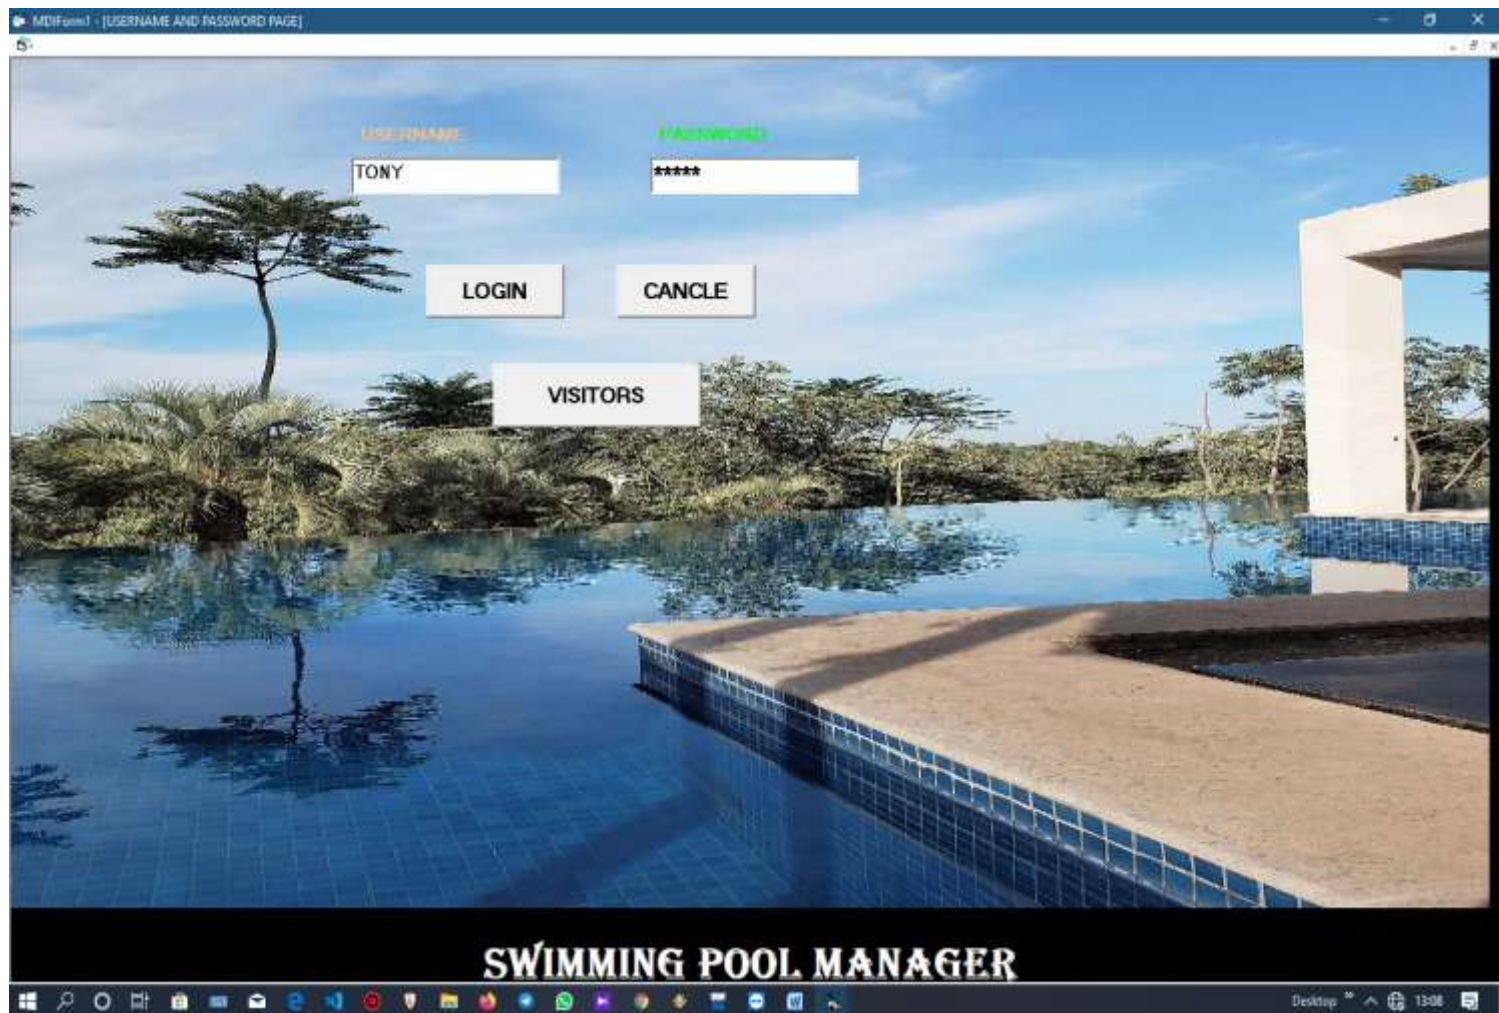 MDIForm1 - [USERNAME AND PASSWORD PAGE]
USERNAME PASSWORD
TONY *****
LOGIN CANCLE
VISITORS
SWIMMING POOL MANAGER
Desktop 13:08